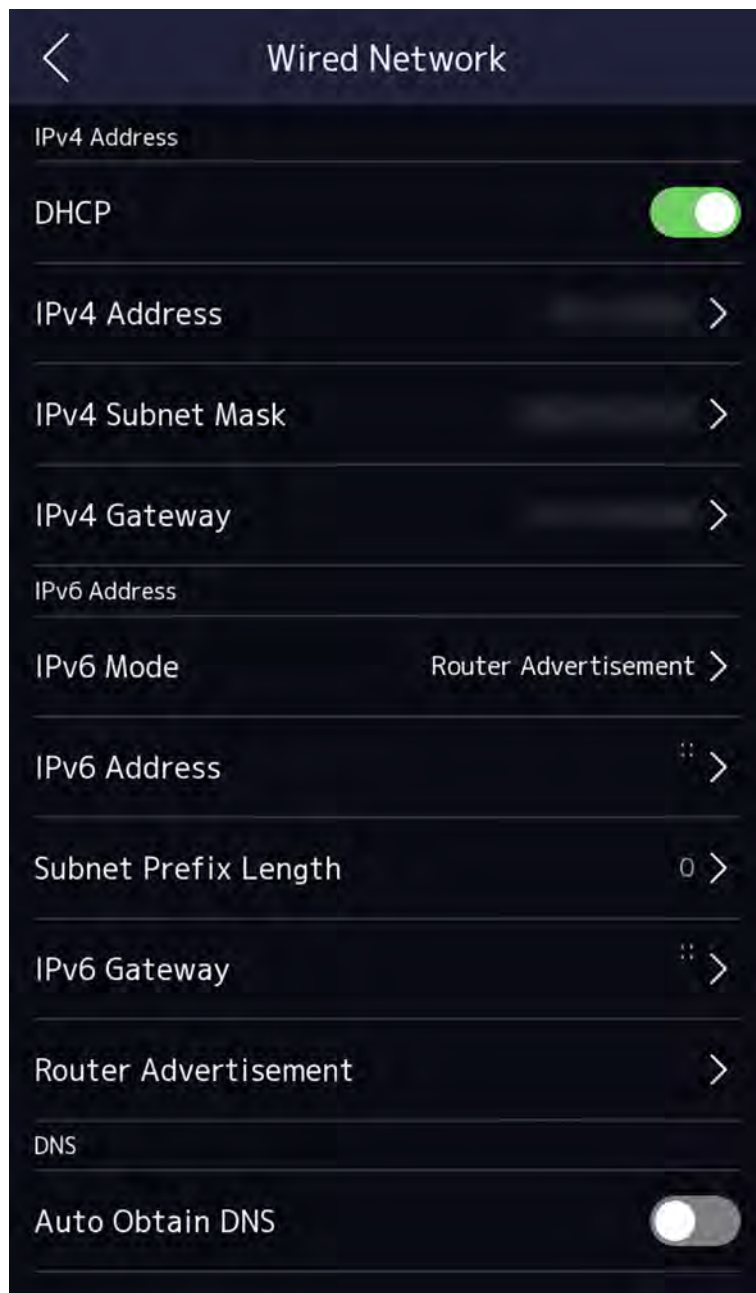 Wired Network
IPv4 Address
DHCP
IPv4 Address
IPv4 Subnet Mask
IPv4 Gateway
IPv6 Address
IPv6 Mode Router Advertisement
IPv6 Address ::
Subnet Prefix Length 0
IPv6 Gateway ::
Router Advertisement
DNS
Auto Obtain DNS